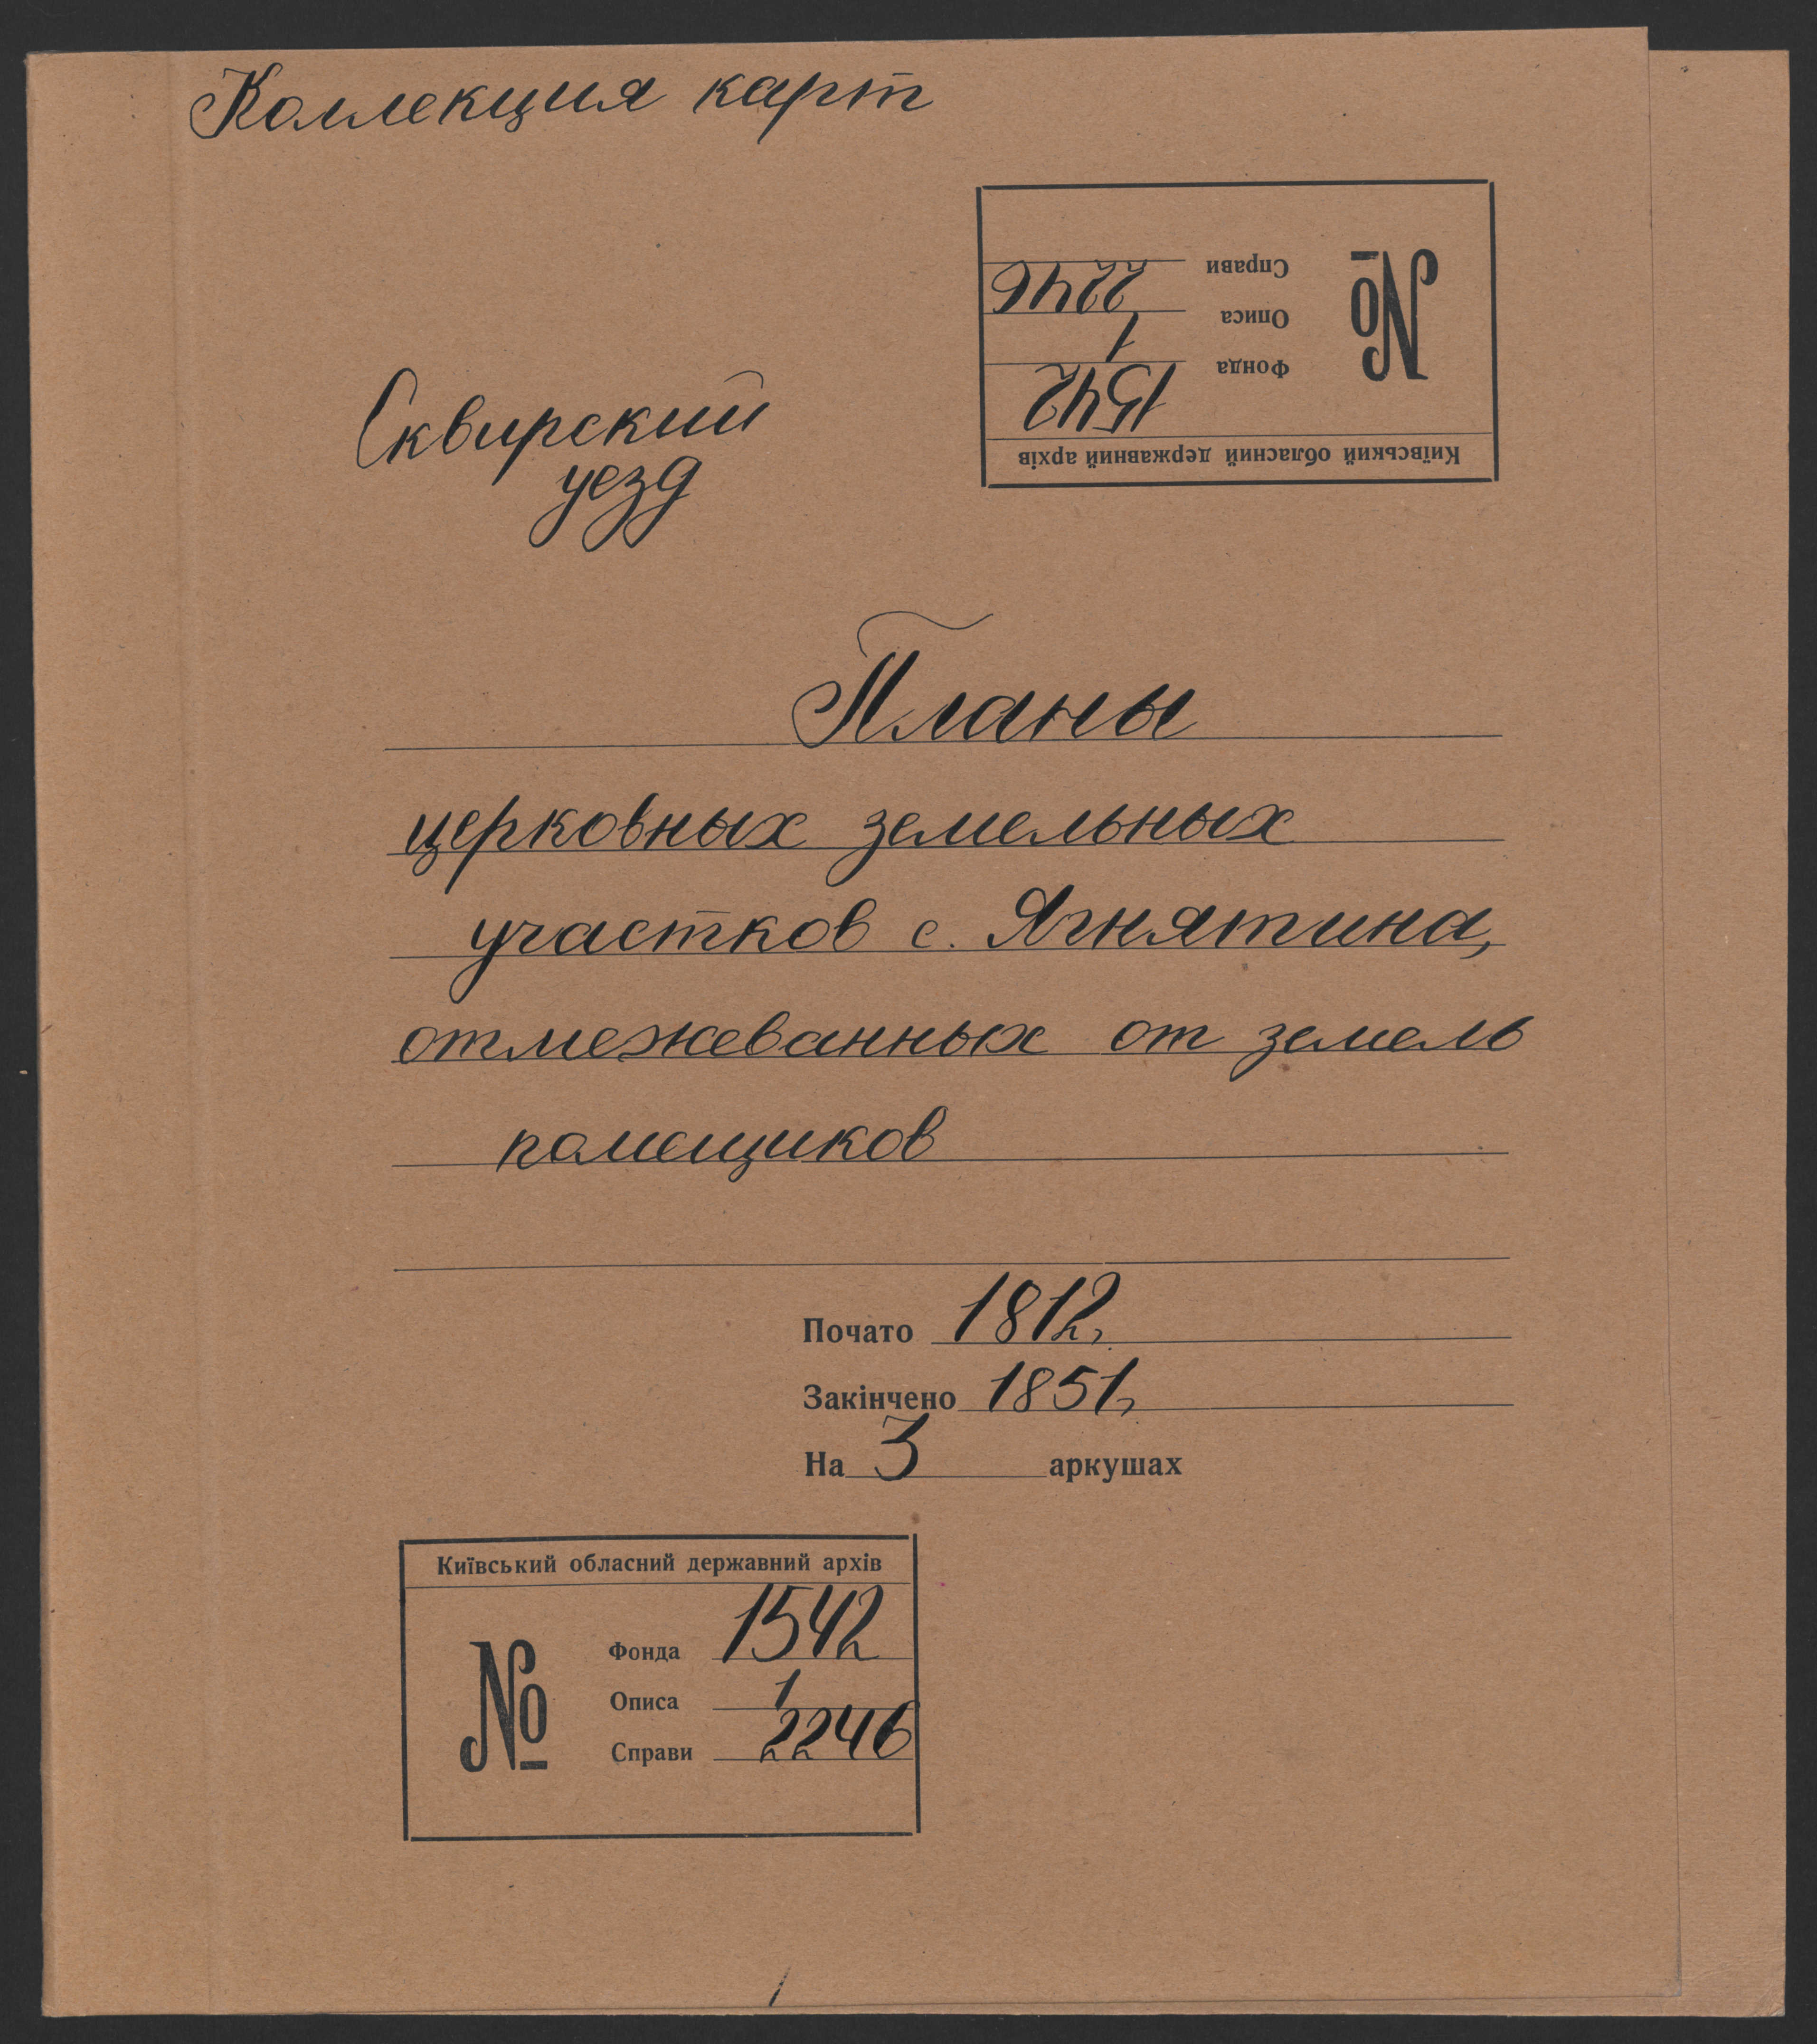 Коллекция карт
Київський обласний державний архів
№
Фонда 1542
Описа 1
Справи 2246
Сквирский
уезд
Планы
церковных земельных
участков с. Ягнятина,
отмежеванных от земель
помещиков
Почато 1812г.
Закінчено 1851г.
На 3 аркушах
Київський обласний державний архів
№
Фонда 1542
Описа 1
Справи 2246